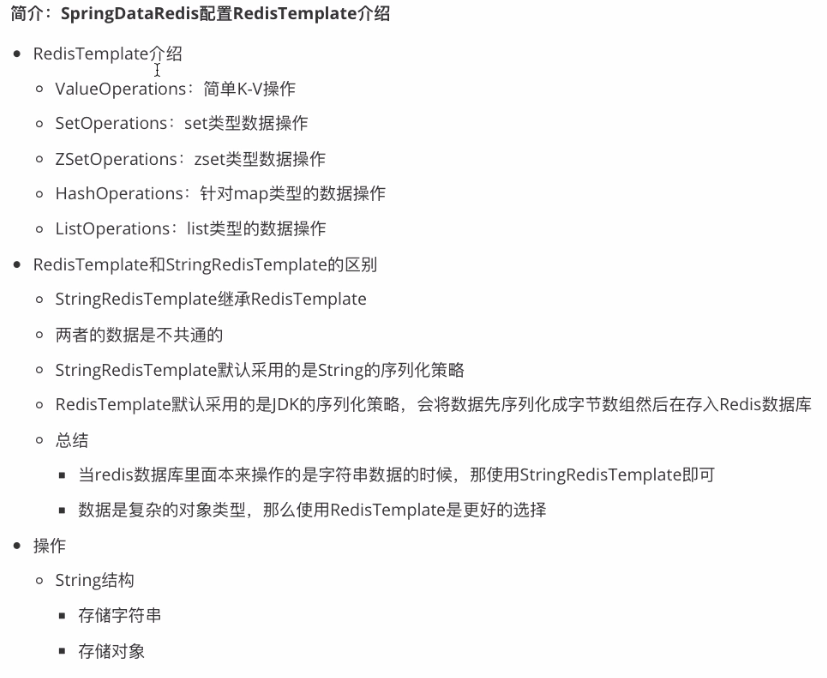 简介：SpringDataRedis配置RedisTemplate介绍
RedisTemplate介绍
ValueOperations：简单K-V操作
SetOperations：set类型数据操作
ZSetOperations：zset类型数据操作
HashOperations：针对map类型的数据操作
ListOperations：list类型的数据操作
RedisTemplate和StringRedisTemplate的区别
StringRedisTemplate继承RedisTemplate
两者的数据是不共通的
StringRedisTemplate默认采用的是String的序列化策略
RedisTemplate默认采用的是JDK的序列化策略，会将数据先序列化成字节数组然后在存入Redis数据库
总结
当redis数据库里面本来操作的是字符串数据的时候，那使用StringRedisTemplate即可
数据是复杂的对象类型，那么使用RedisTemplate是更好的选择
操作
String结构
存储字符串
存储对象